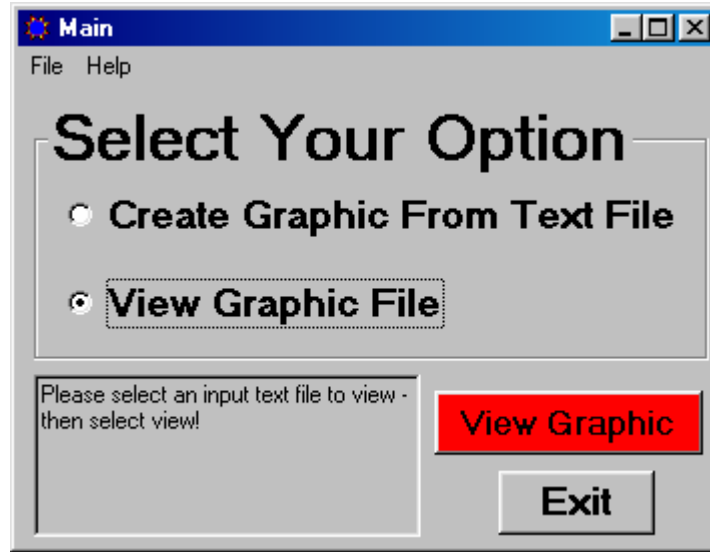 Main
File Help
Select Your Option
Create Graphic From Text File
View Graphic File
Please select an input text file to view -
then select view!
View Graphic
Exit